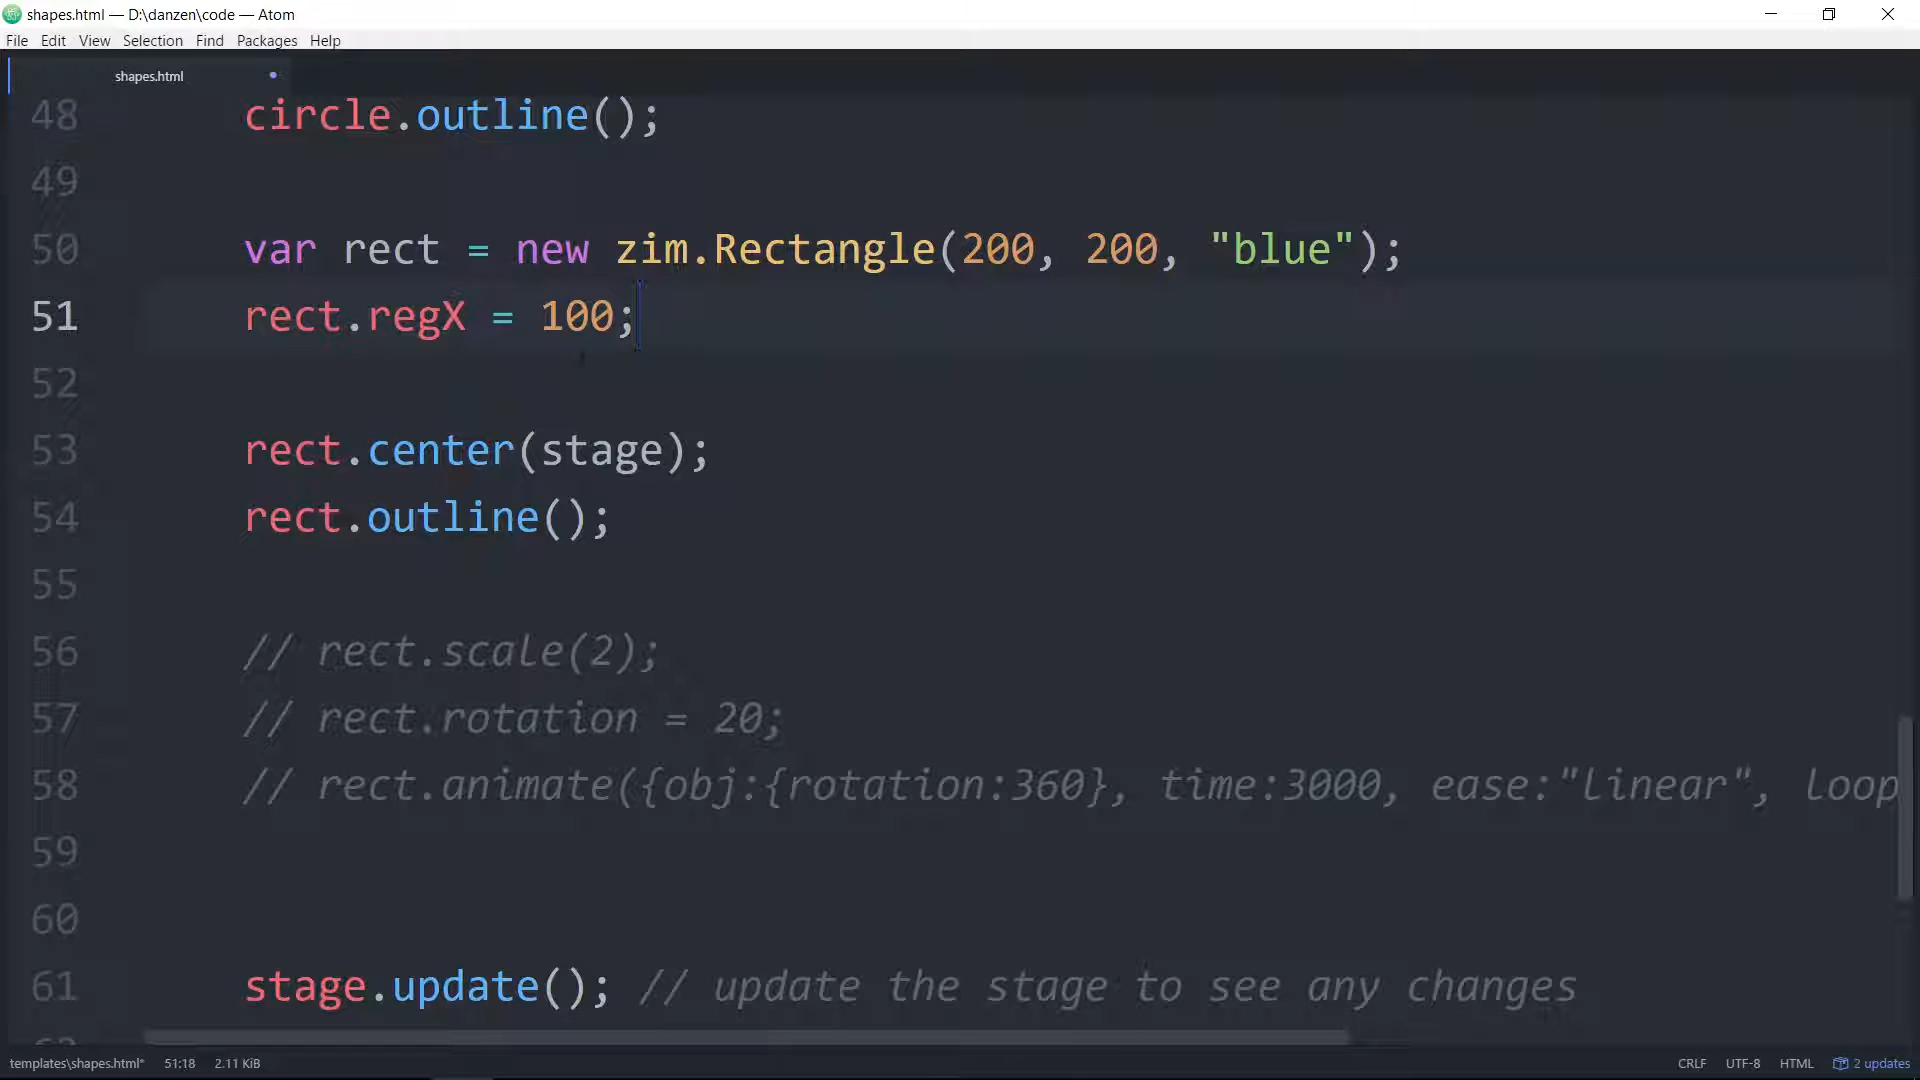 shapes.html — D:\danzen\code — Atom
File Edit View Selection Find Packages Help
shapes.html
48 circle.outline();
49
50 var rect = new zim.Rectangle(200, 200, "blue");
51 rect.regX = 100;
52
53 rect.center(stage);
54 rect.outline();
55
56 // rect.scale(2);
57 // rect.rotation = 20;
58 // rect.animate({obj:{rotation:360}, time:3000, ease:"linear", loop
59
60
61 stage.update(); // update the stage to see any changes
templates\shapes.html* 51:18 2.11 KiB CRLF UTF-8 HTML 2 updates